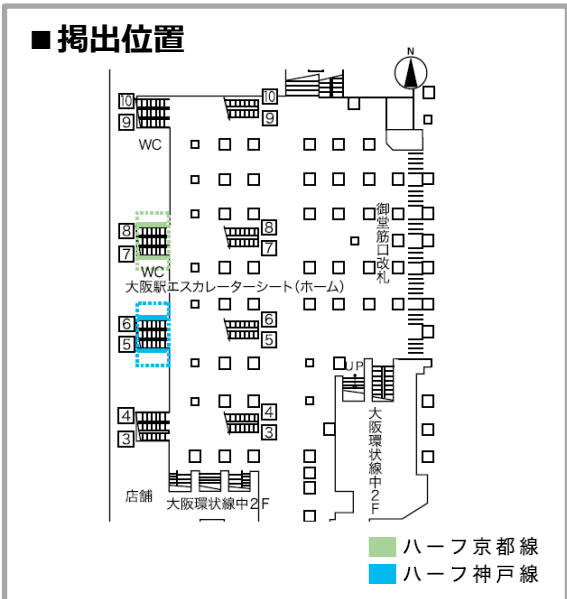 ■掲出位置
N
10
10
9
9
WC
8
8
7
7
WC
大阪駅エスカレーターシート(ホーム)
御堂筋口改札
6
6
5
5
UP
4
4
3
3
大阪環状線中2F
店舗
大阪環状線中2F
ハーフ京都線
ハーフ神戸線